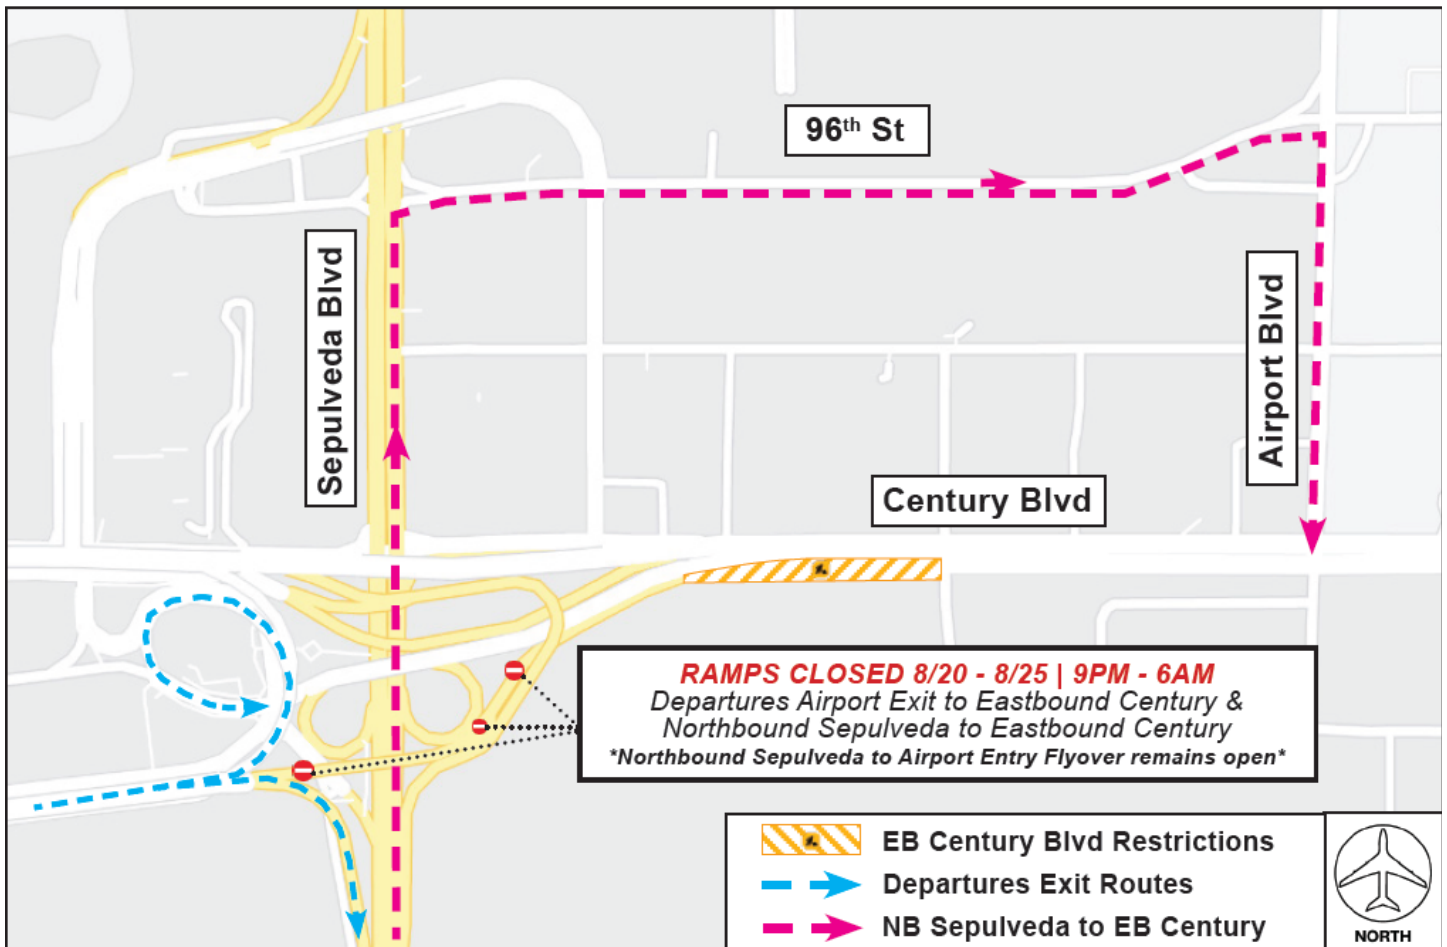 96th St
Sepulveda Blvd
Airport Blvd
Century Blvd
RAMPS CLOSED 8/20 - 8/25 | 9PM - 6AM
Departures Airport Exit to Eastbound Century &
Northbound Sepulveda to Eastbound Century
*Northbound Sepulveda to Airport Entry Flyover remains open*
EB Century Blvd Restrictions
Departures Exit Routes
NB Sepulveda to EB Century
NORTH